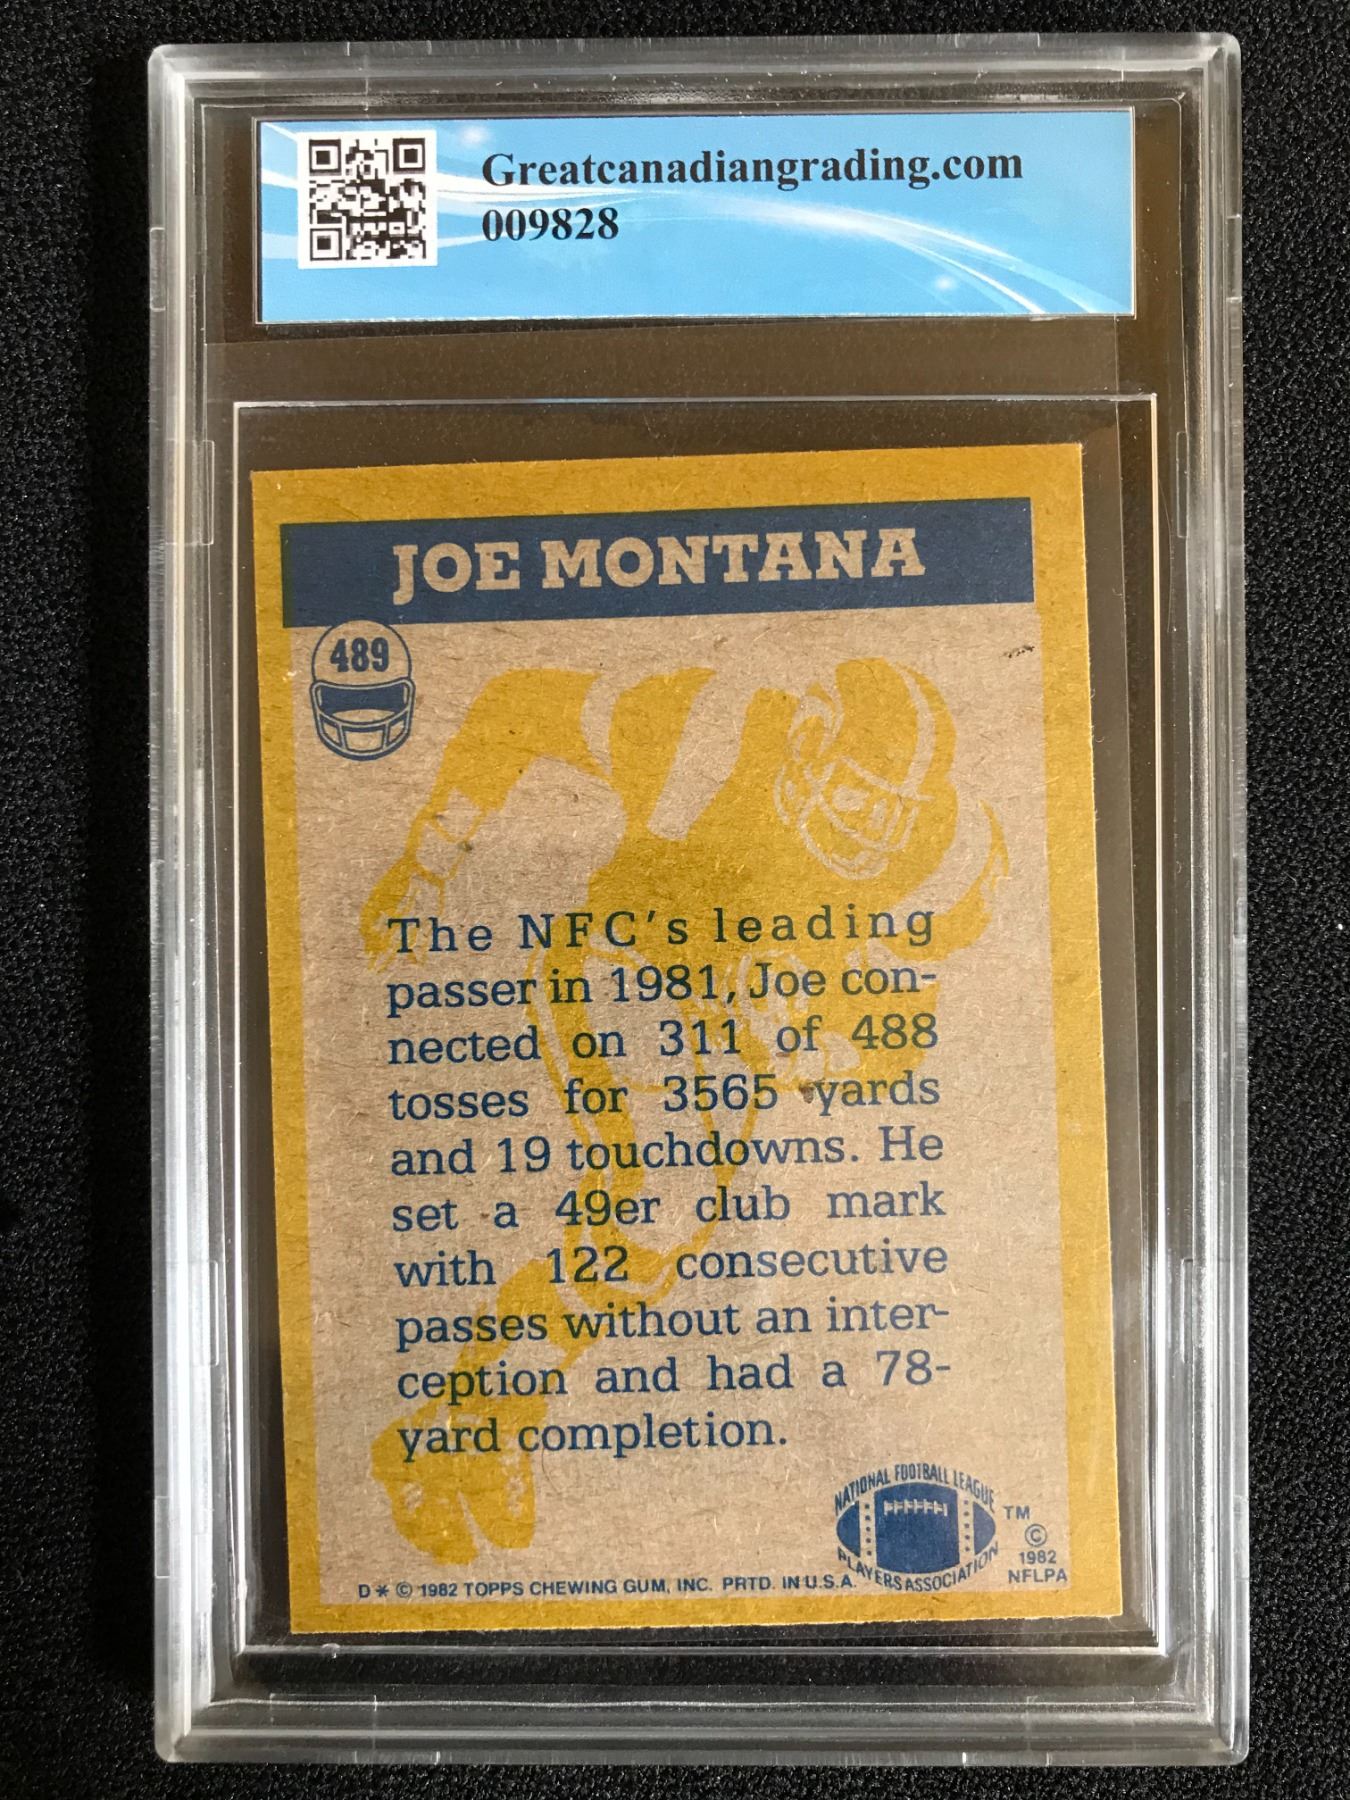 Greatcanadiangrading.com
009828
JOE MONTANA
489
The NFC's leading
passer in 1981, Joe con-
nected on 311 of 488
tosses for 3565 yards
and 19 touchdowns. He
set a 49er club mark
with 122 consecutive
passes without an inter-
ception and had a 78-
yard completion.
NATIONAL FOOTBALL LEAGUE
PLAYERS ASSOCIATION
TM
©
1982
NFLPA
D * © 1982 TOPPS CHEWING GUM, INC. PRTD. IN U.S.A.